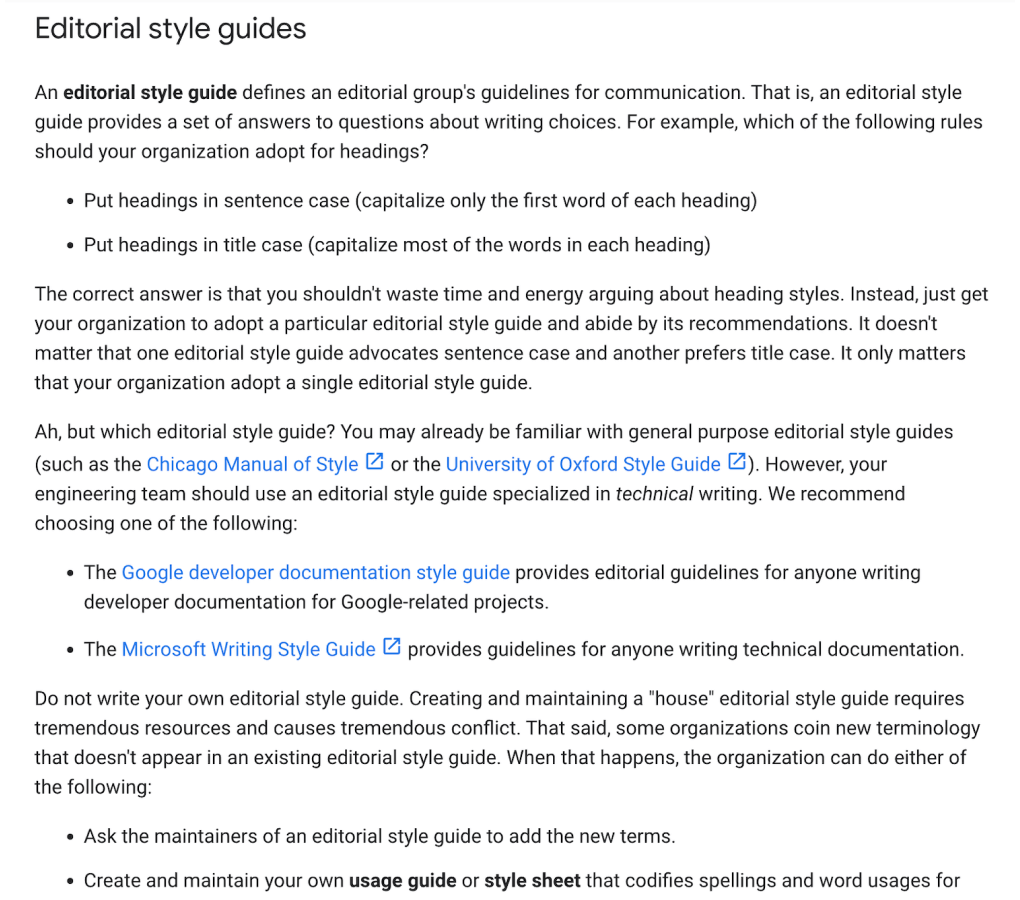 Editorial style guides
An editorial style guide defines an editorial group's guidelines for communication. That is, an editorial style
guide provides a set of answers to questions about writing choices. For example, which of the following rules
should your organization adopt for headings?
• Put headings in sentence case (capitalize only the first word of each heading)
• Put headings in title case (capitalize most of the words in each heading)
The correct answer is that you shouldn't waste time and energy arguing about heading styles. Instead, just get
your organization to adopt a particular editorial style guide and abide by its recommendations. It doesn't
matter that one editorial style guide advocates sentence case and another prefers title case. It only matters
that your organization adopt a single editorial style guide.
Ah, but which editorial style guide? You may already be familiar with general purpose editorial style guides
(such as the Chicago Manual of Style or the University of Oxford Style Guide). However, your
engineering team should use an editorial style guide specialized in technical writing. We recommend
choosing one of the following:
• The Google developer documentation style guide provides editorial guidelines for anyone writing
developer documentation for Google-related projects.
• The Microsoft Writing Style Guide provides guidelines for anyone writing technical documentation.
Do not write your own editorial style guide. Creating and maintaining a "house" editorial style guide requires
tremendous resources and causes tremendous conflict. That said, some organizations coin new terminology
that doesn't appear in an existing editorial style guide. When that happens, the organization can do either of
the following:
• Ask the maintainers of an editorial style guide to add the new terms.
• Create and maintain your own usage guide or style sheet that codifies spellings and word usages for